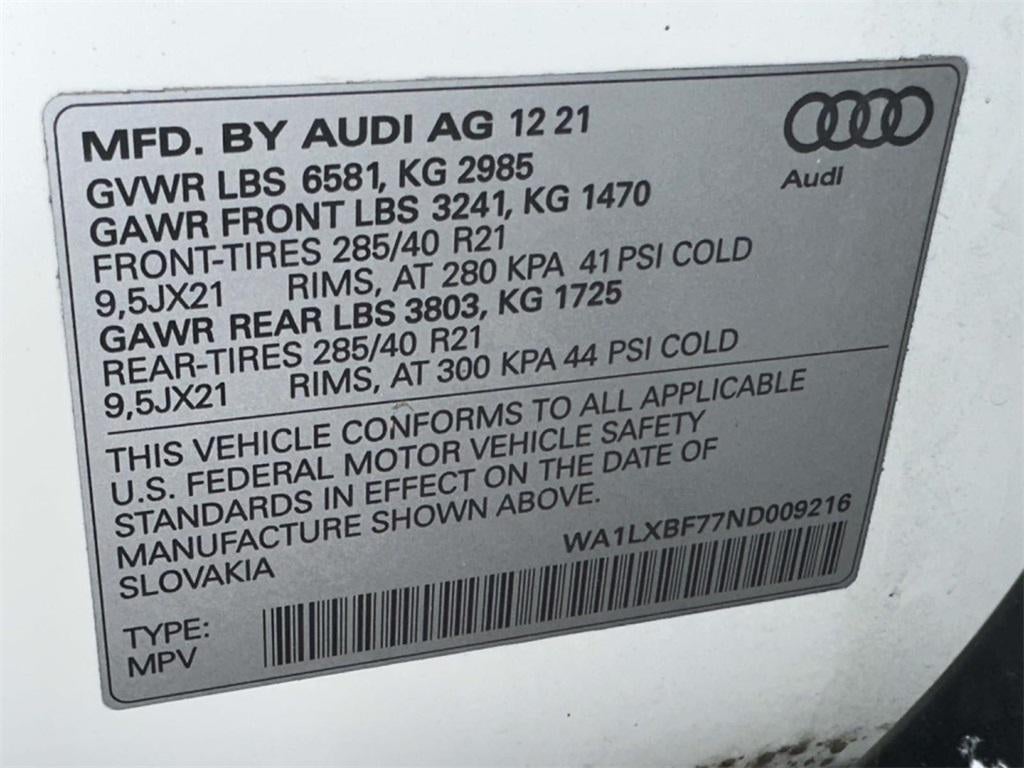 MFD. BY AUDI AG 12 21
Audi
GVWR LBS 6581, KG 2985
GAWR FRONT LBS 3241, KG 1470
FRONT-TIRES 285/40 R21
9,5JX21 RIMS, AT 280 KPA 41 PSI COLD
GAWR REAR LBS 3803, KG 1725
REAR-TIRES 285/40 R21
9,5JX21 RIMS, AT 300 KPA 44 PSI COLD
THIS VEHICLE CONFORMS TO ALL APPLICABLE
U.S. FEDERAL MOTOR VEHICLE SAFETY
STANDARDS IN EFFECT ON THE DATE OF
MANUFACTURE SHOWN ABOVE.
SLOVAKIA
WA1LXBF77ND009216
TYPE:
MPV